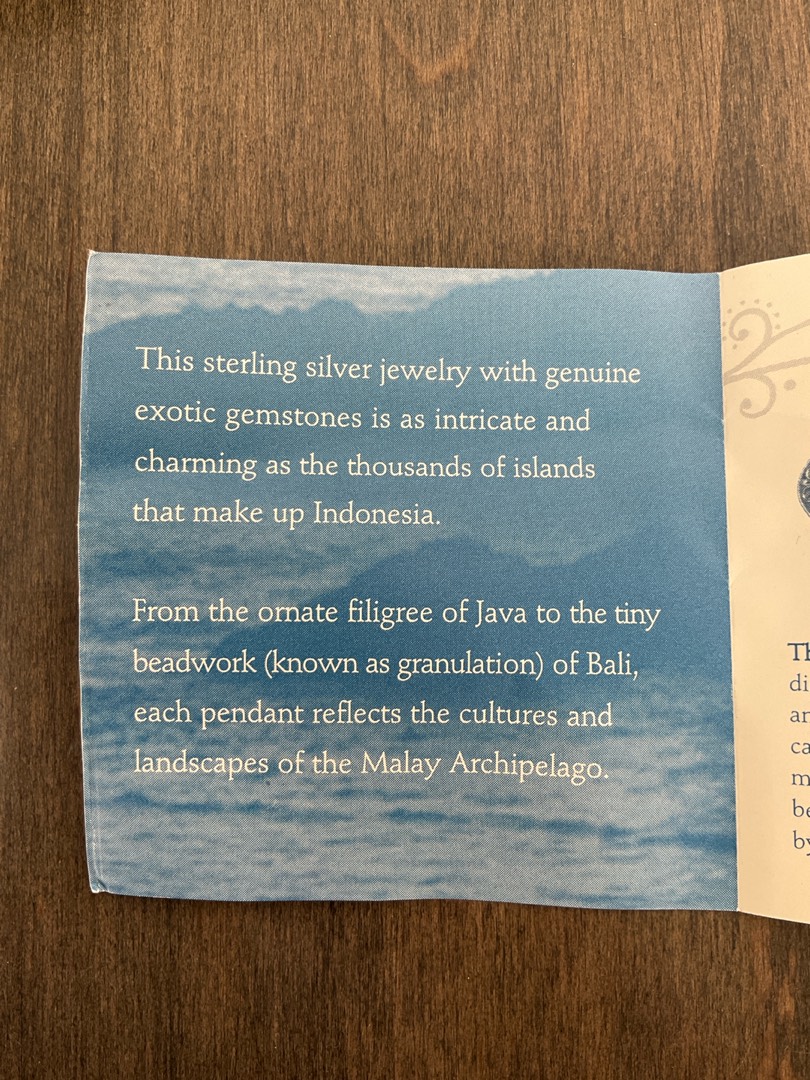 This sterling silver jewelry with genuine
exotic gemstones is as intricate and
charming as the thousands of islands
that make up Indonesia.
From the ornate filigree of Java to the tiny
beadwork (known as granulation) of Bali,
each pendant reflects the cultures and
landscapes of the Malay Archipelago.